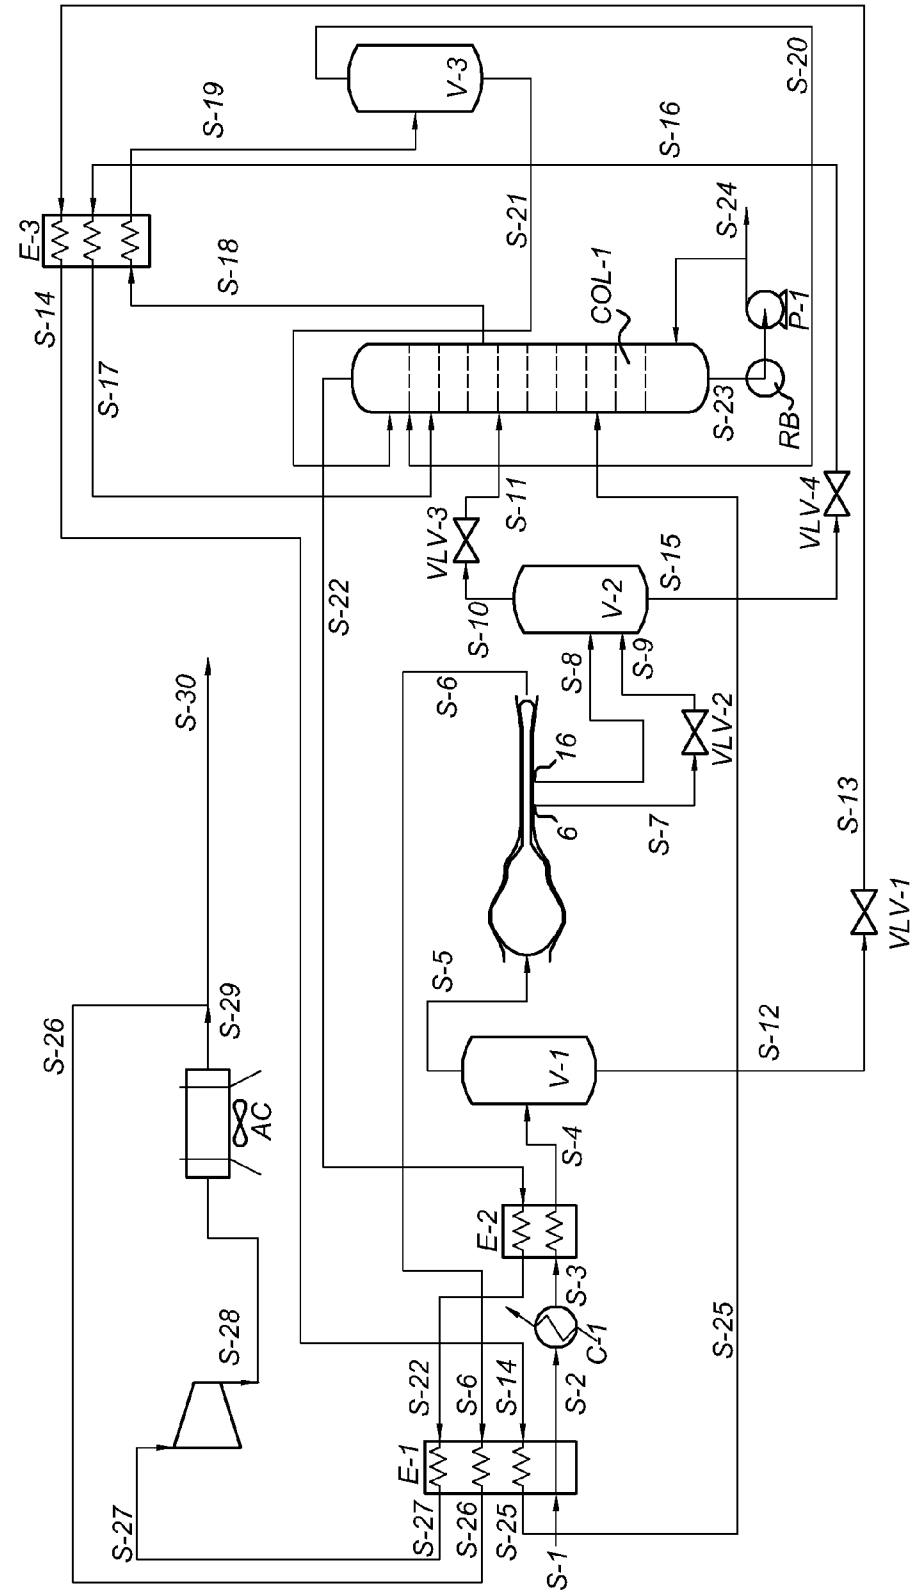 S-1
E-1
S-27
S-27
S-26
S-25
S-22
S-6
S-14
S-2
C-1
S-3
E-2
S-4
V-1
S-5
S-12
S-25
S-28
AC
S-29
S-26
S-30
6
16
S-6
S-7
VLV-2
S-8
S-9
V-2
S-10
VLV-3
S-11
S-15
VLV-4
S-13
VLV-1
S-22
S-17
S-14
E-3
S-18
S-19
V-3
S-20
S-16
S-21
COL-1
S-23
RB
P-1
S-24